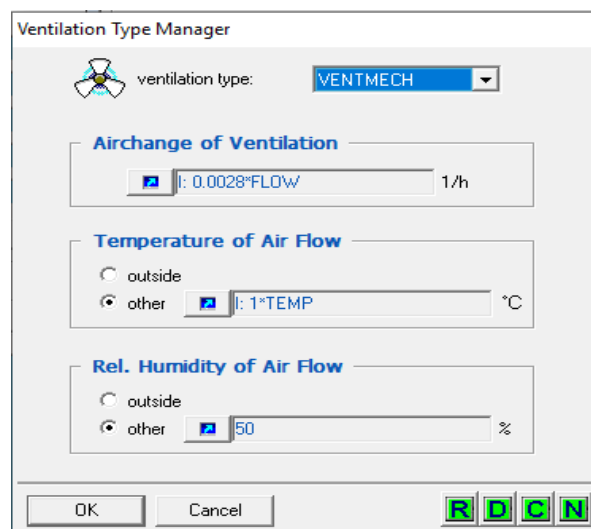 Ventilation Type Manager
ventilation type: VENTMECH
Airchange of Ventilation
I: 0.0028*FLOW 1/h
Temperature of Air Flow
outside
other I: 1*TEMP °C
Rel. Humidity of Air Flow
outside
other 50 %
OK Cancel R D C N